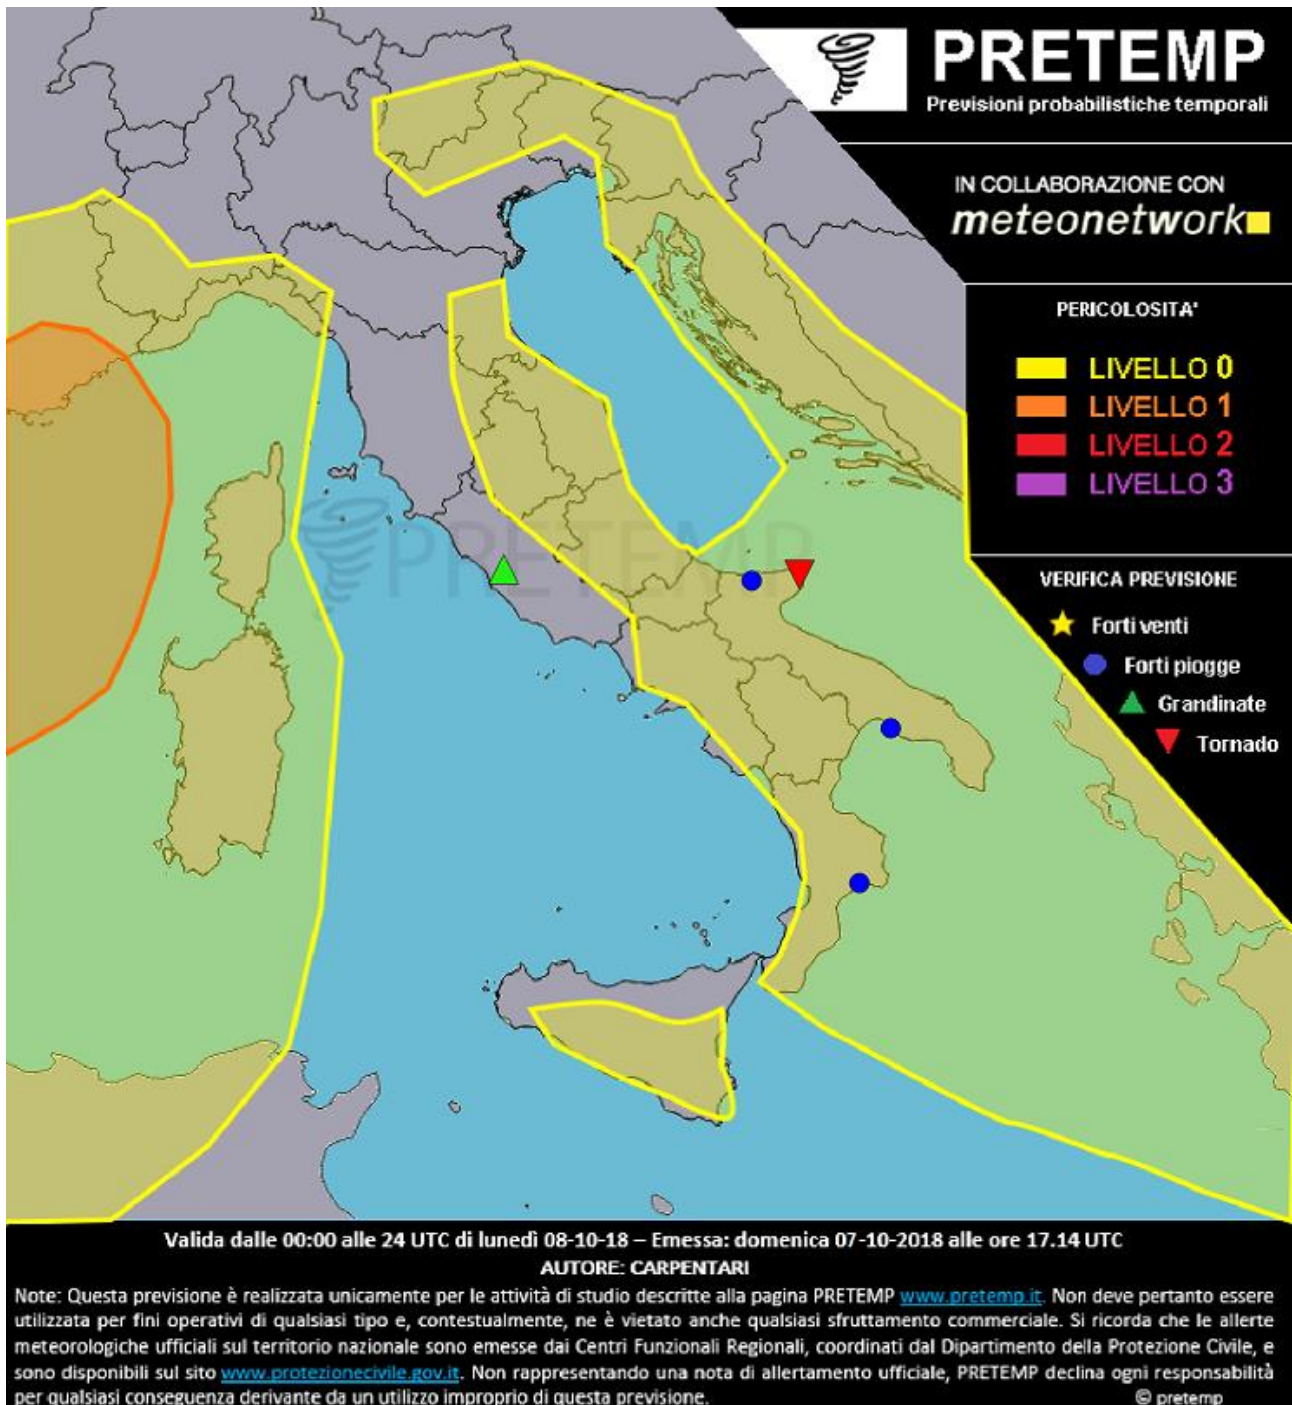 PRETEMP
Previsioni probabilistiche temporali
IN COLLABORAZIONE CON
meteonetwork
PERICOLOSITA'
LIVELLO 0
LIVELLO 1
LIVELLO 2
LIVELLO 3
PRETEMP
VERIFICA PREVISIONE
Forti venti
Forti piogge
Grandinate
Tornado
Valida dalle 00:00 alle 24 UTC di lunedì 08-10-18 – Emessa: domenica 07-10-2018 alle ore 17.14 UTC
AUTORE: CARPENTARI
Note: Questa previsione è realizzata unicamente per le attività di studio descritte alla pagina PRETEMP www.pretemp.it. Non deve pertanto essere
utilizzata per fini operativi di qualsiasi tipo e, contestualmente, ne è vietato anche qualsiasi sfruttamento commerciale. Si ricorda che le allerte
meteorologiche ufficiali sul territorio nazionale sono emesse dai Centri Funzionali Regionali, coordinati dal Dipartimento della Protezione Civile, e
sono disponibili sul sito www.protezionecivile.gov.it. Non rappresentando una nota di allertamento ufficiale, PRETEMP declina ogni responsabilità
per qualsiasi conseguenza derivante da un utilizzo improprio di questa previsione. © pretemp